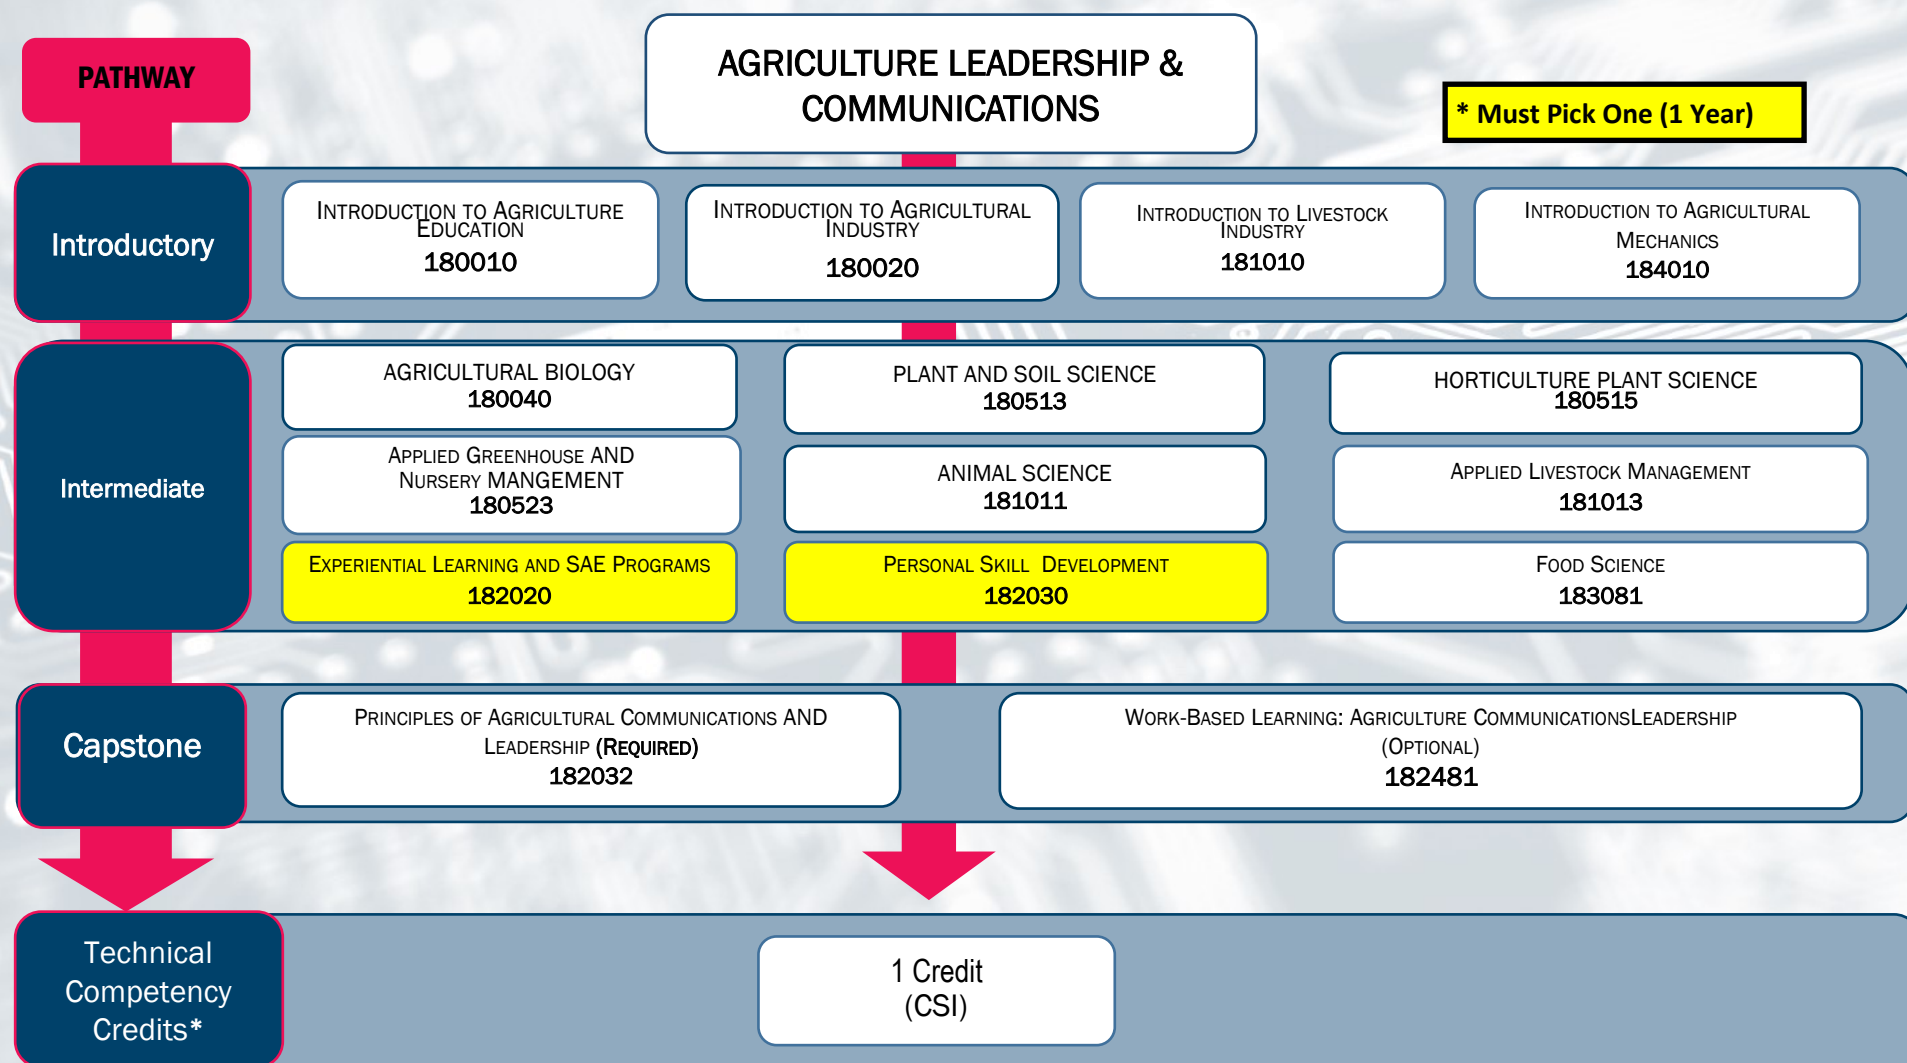 PATHWAY
AGRICULTURE LEADERSHIP &
COMMUNICATIONS
* Must Pick One (1 Year)
Introductory
INTRODUCTION TO AGRICULTURE
EDUCATION
180010
INTRODUCTION TO AGRICULTURAL
INDUSTRY
180020
INTRODUCTION TO LIVESTOCK
INDUSTRY
181010
INTRODUCTION TO AGRICULTURAL
MECHANICS
184010
Intermediate
AGRICULTURAL BIOLOGY
180040
PLANT AND SOIL SCIENCE
180513
HORTICULTURE PLANT SCIENCE
180515
APPLIED GREENHOUSE AND
NURSERY MANGEMENT
180523
ANIMAL SCIENCE
181011
APPLIED LIVESTOCK MANAGEMENT
181013
EXPERIENTIAL LEARNING AND SAE PROGRAMS
182020
PERSONAL SKILL DEVELOPMENT
182030
FOOD SCIENCE
183081
Capstone
PRINCIPLES OF AGRICULTURAL COMMUNICATIONS AND
LEADERSHIP (REQUIRED)
182032
WORK-BASED LEARNING: AGRICULTURE COMMUNICATIONSLEADERSHIP
(OPTIONAL)
182481
Technical
Competency
Credits*
1 Credit
(CSI)